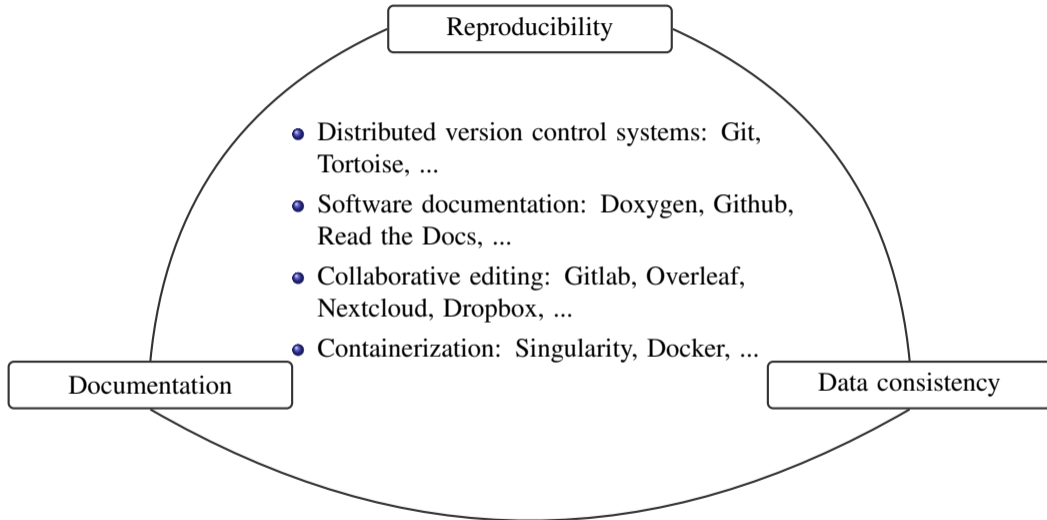 Reproducibility
• Distributed version control systems: Git,
Tortoise, ...
• Software documentation: Doxygen, Github,
Read the Docs, ...
• Collaborative editing: Gitlab, Overleaf,
Nextcloud, Dropbox, ...
• Containerization: Singularity, Docker, ...
Documentation
Data consistency